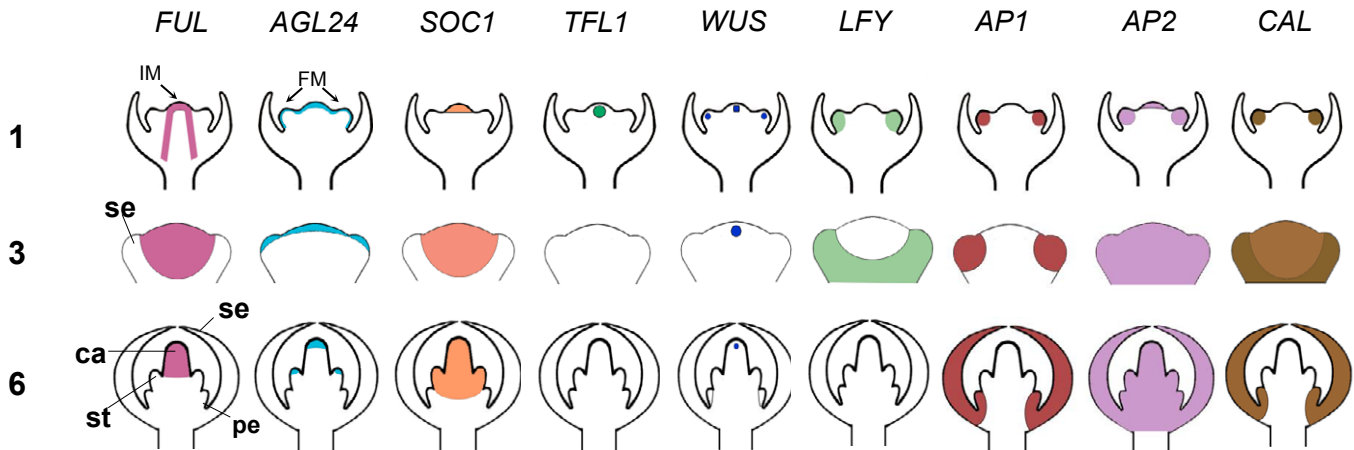 FUL AGL24 SOC1 TFL1 WUS LFY AP1 AP2 CAL
IM FM
1
se
3
se
ca
6
st
pe